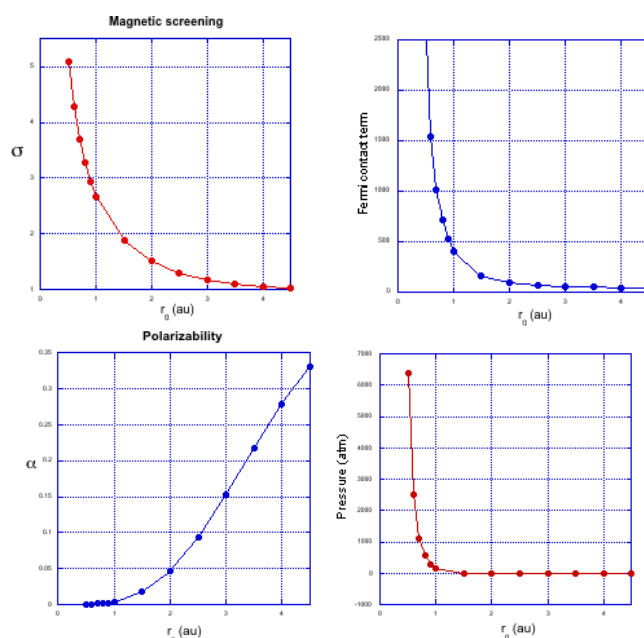 Magnetic screening
5
4
3
2
1
σ
0 1 2 3 4
r0 (au)
2500
2000
1500
1000
500
0
Fermi contact term
0 1 2 3 4
r0 (au)
Polarizability
0.35
0.3
0.25
0.2
0.15
0.1
0.05
0
α
0 1 2 3 4
r (au)
7000
6000
5000
4000
3000
2000
1000
0
-1000
Pressure (atm)
0 1 2 3 4
r0 (au)